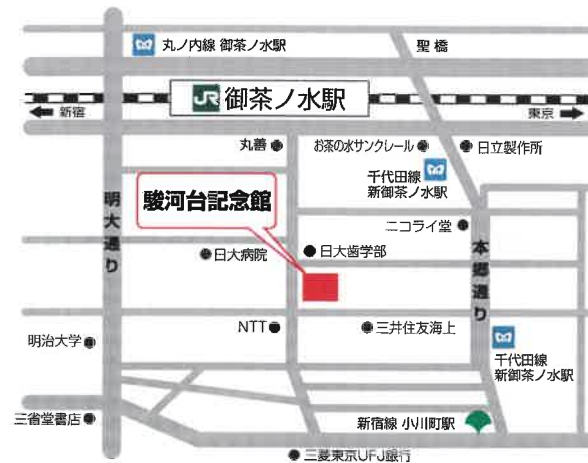 丸ノ内線 御茶ノ水駅
聖橋
JR 御茶ノ水駅
新宿
東京
丸善
お茶の水サンクレール
日立製作所
千代田線
新御茶ノ水駅
駿河台記念館
明大通り
ニコライ堂
日大病院
日大歯学部
本郷通り
NTT
三井住友海上
明治大学
千代田線
新御茶ノ水駅
三省堂書店
新宿線 小川町駅
三菱東京UFJ銀行